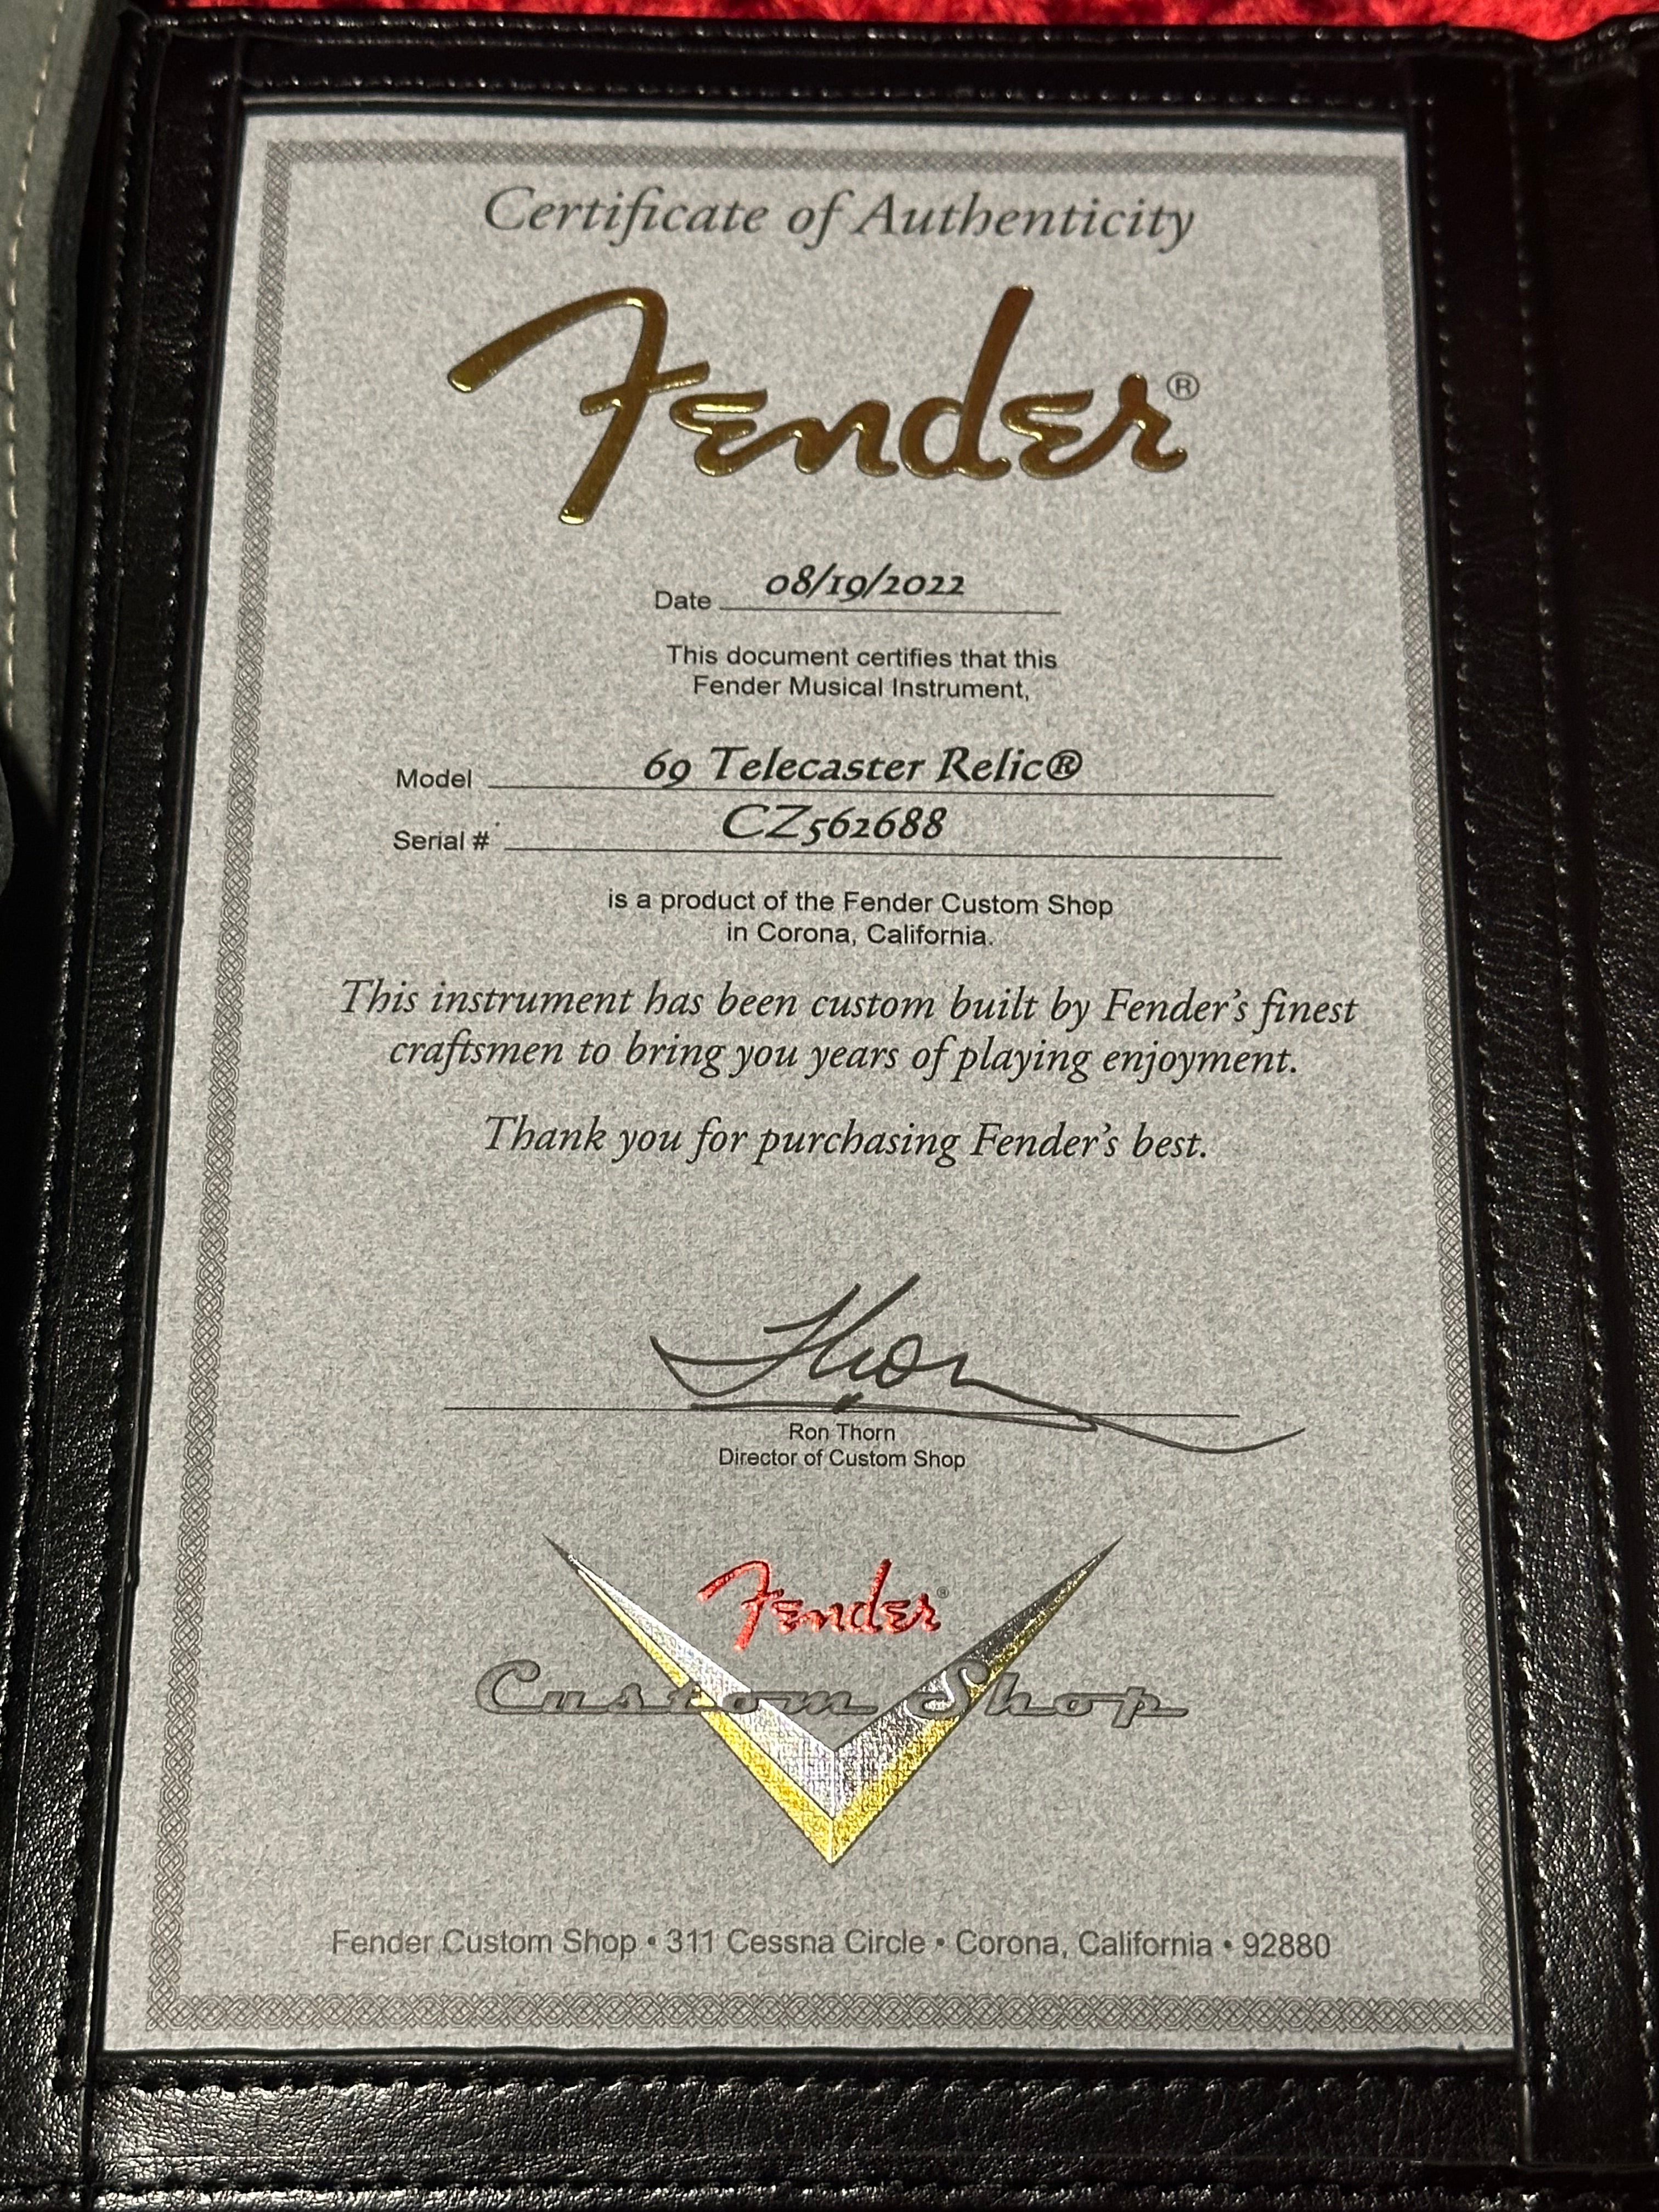 Certificate of Authenticity
Fender®
Date 08/19/2022
This document certifies that this
Fender Musical Instrument,
Model 69 Telecaster Relic®
Serial # CZ562688
is a product of the Fender Custom Shop
in Corona, California.
This instrument has been custom built by Fender's finest
craftsmen to bring you years of playing enjoyment.
Thank you for purchasing Fender's best.
Thorn
Ron Thorn
Director of Custom Shop
Fender®
Custom Shop
Fender Custom Shop • 311 Cessna Circle • Corona, California • 92880